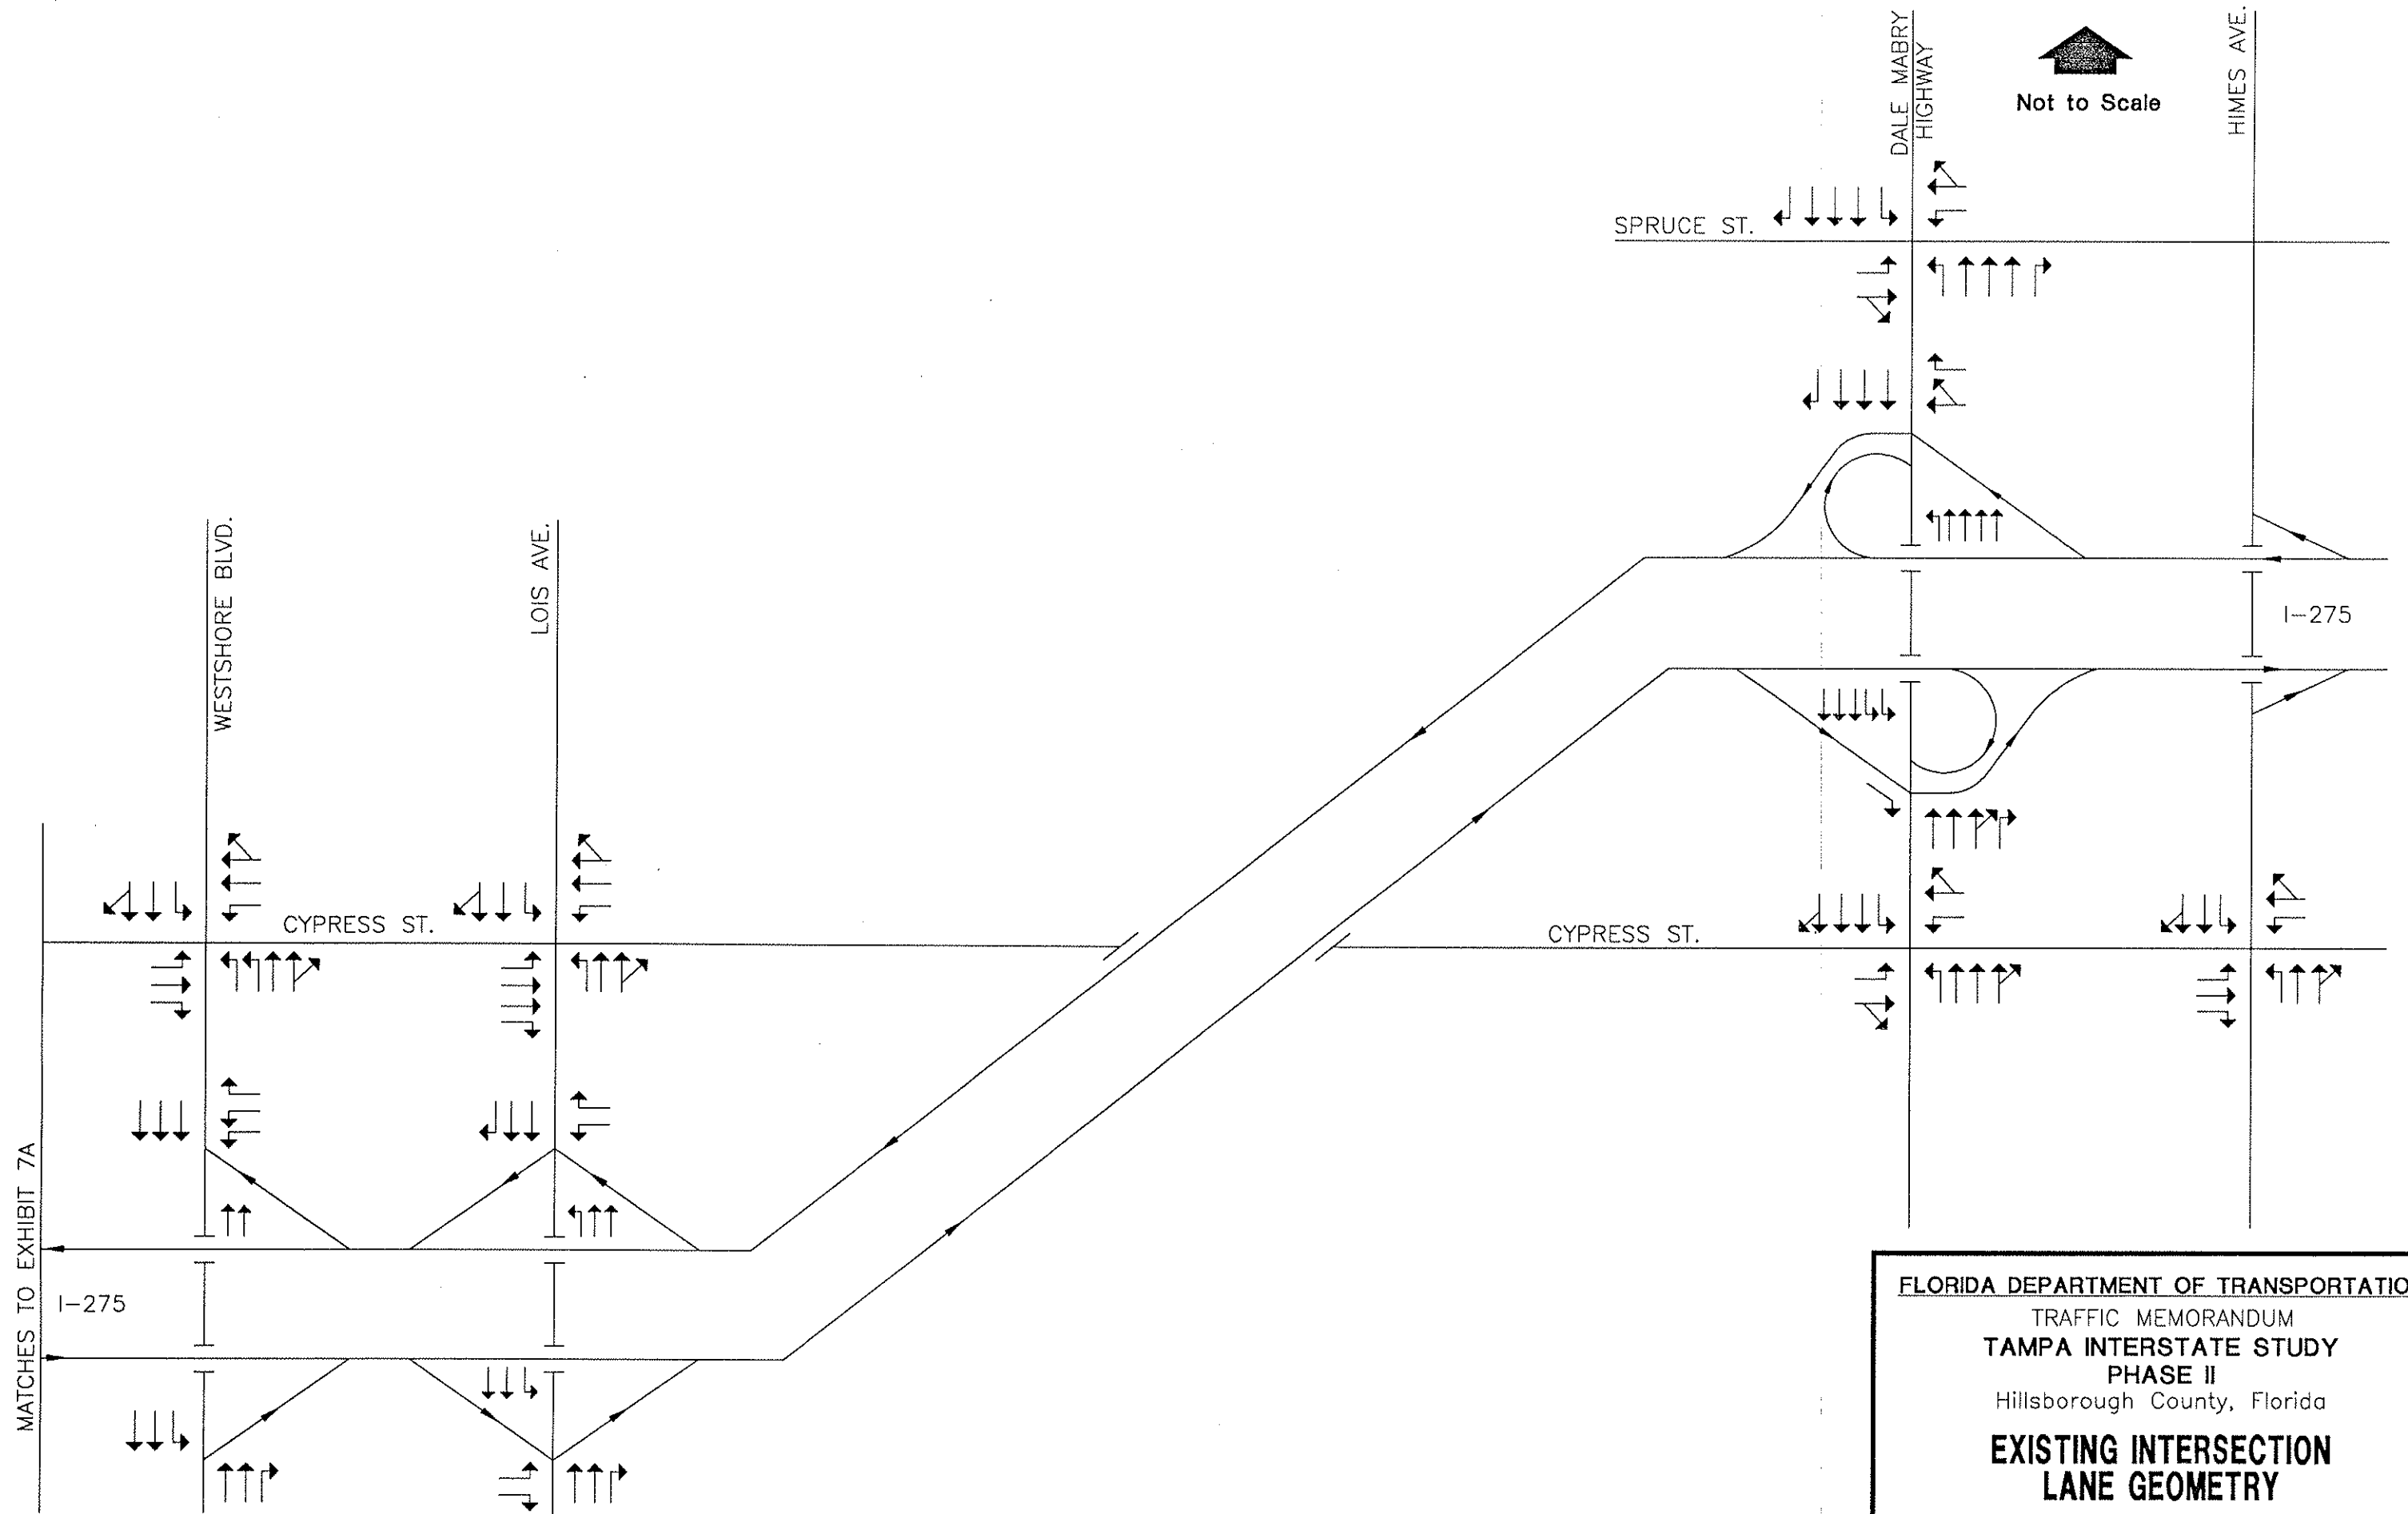 DALE MABRY
HIGHWAY
Not to Scale
HIMES AVE.
SPRUCE ST.
WESTSHORE BLVD.
LOIS AVE.
I-275
CYPRESS ST.
CYPRESS ST.
MATCHES TO EXHIBIT 7A
I-275
FLORIDA DEPARTMENT OF TRANSPORTATIO
TRAFFIC MEMORANDUM
TAMPA INTERSTATE STUDY
PHASE II
Hillsborough County, Florida
EXISTING INTERSECTION
LANE GEOMETRY